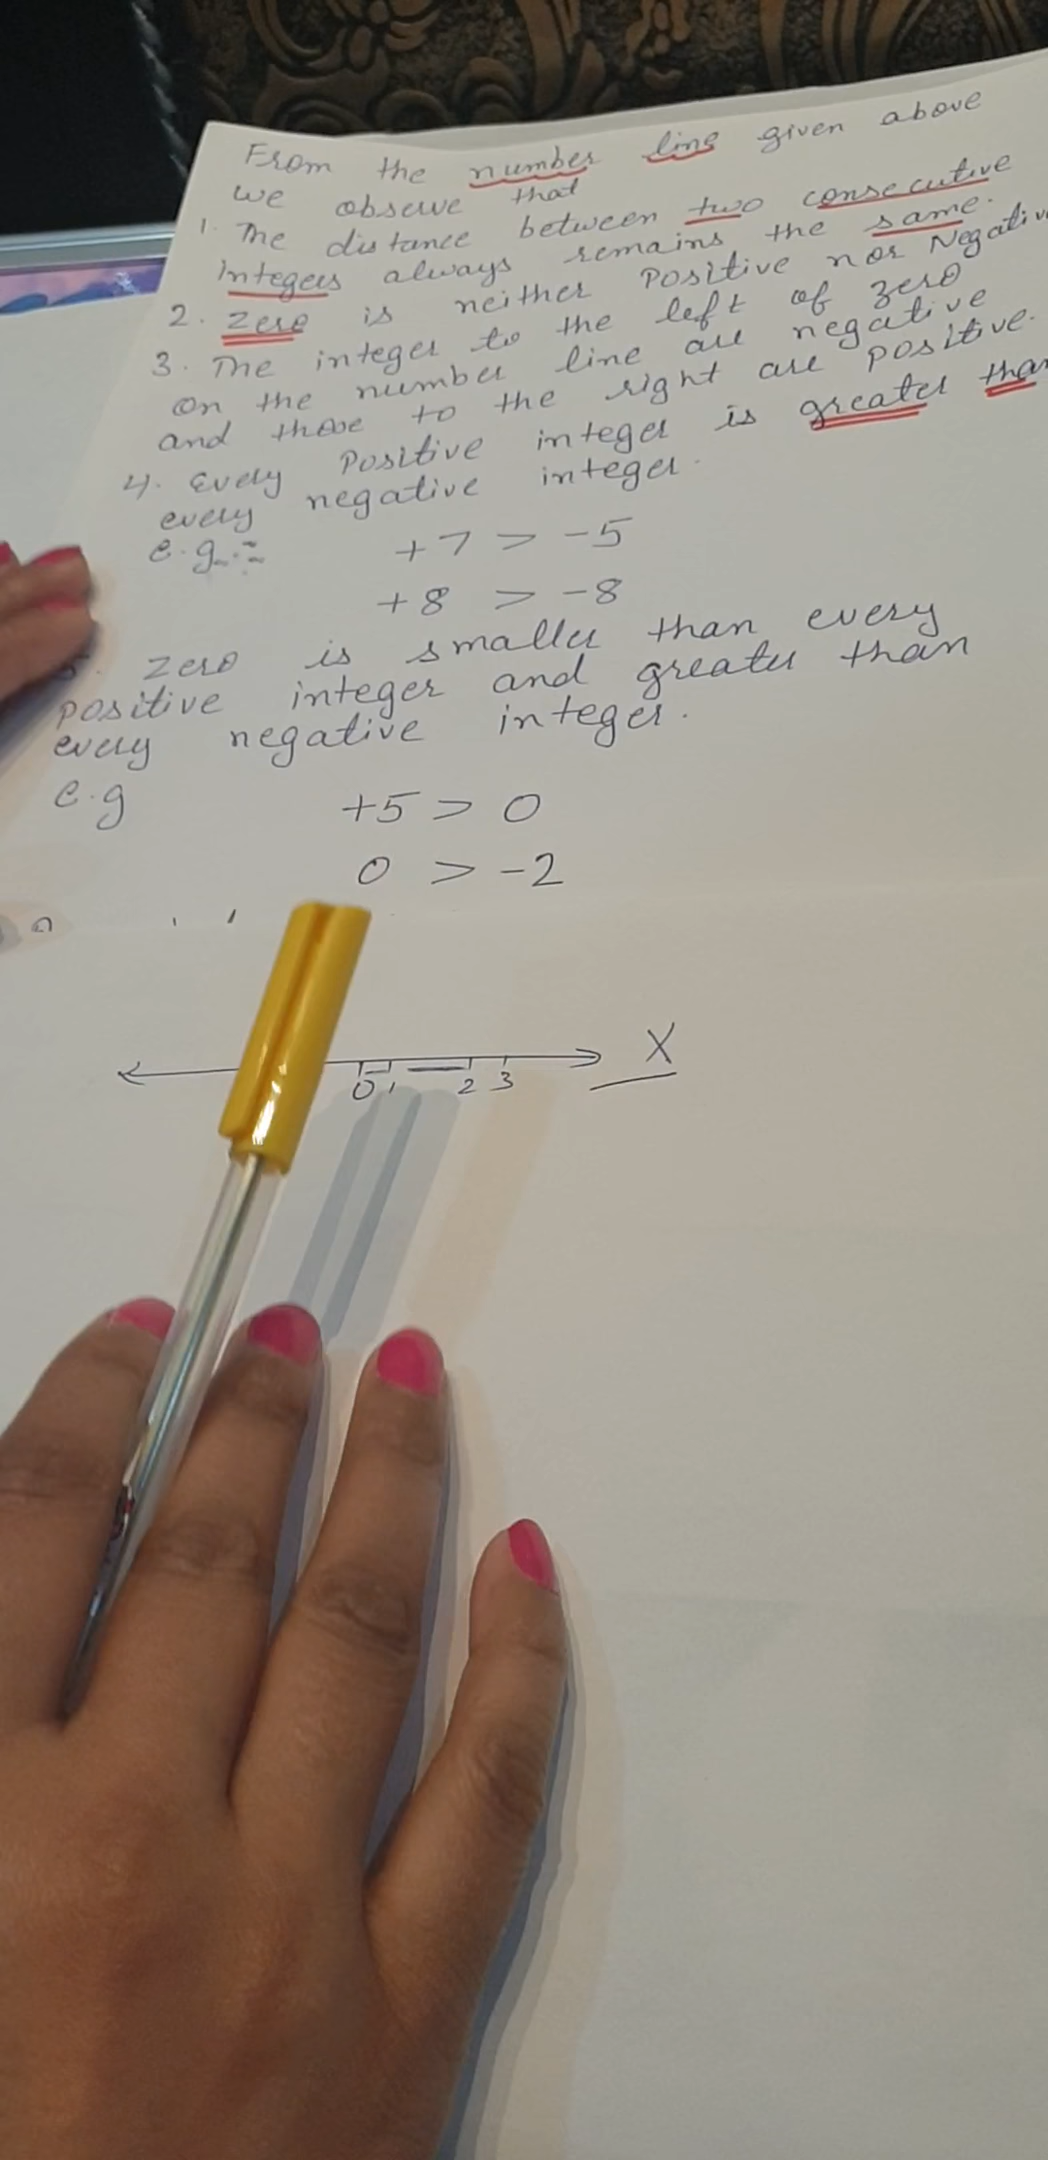 From the number line given above
we observe that
1. The distance between two consecutive
integers always remains the same.
2. Zero is neither Positive nor Negative
3. The integer to the left of zero
on the number line are negative
and those to the right are positive.
4. Every Positive integer is greater than
every negative integer.
e.g.:- +7 > -5
+8 > -8
5. Zero is smaller than every
positive integer and greater than
every negative integer.
e.g +5 > 0
0 > -2
X
0 1 2 3